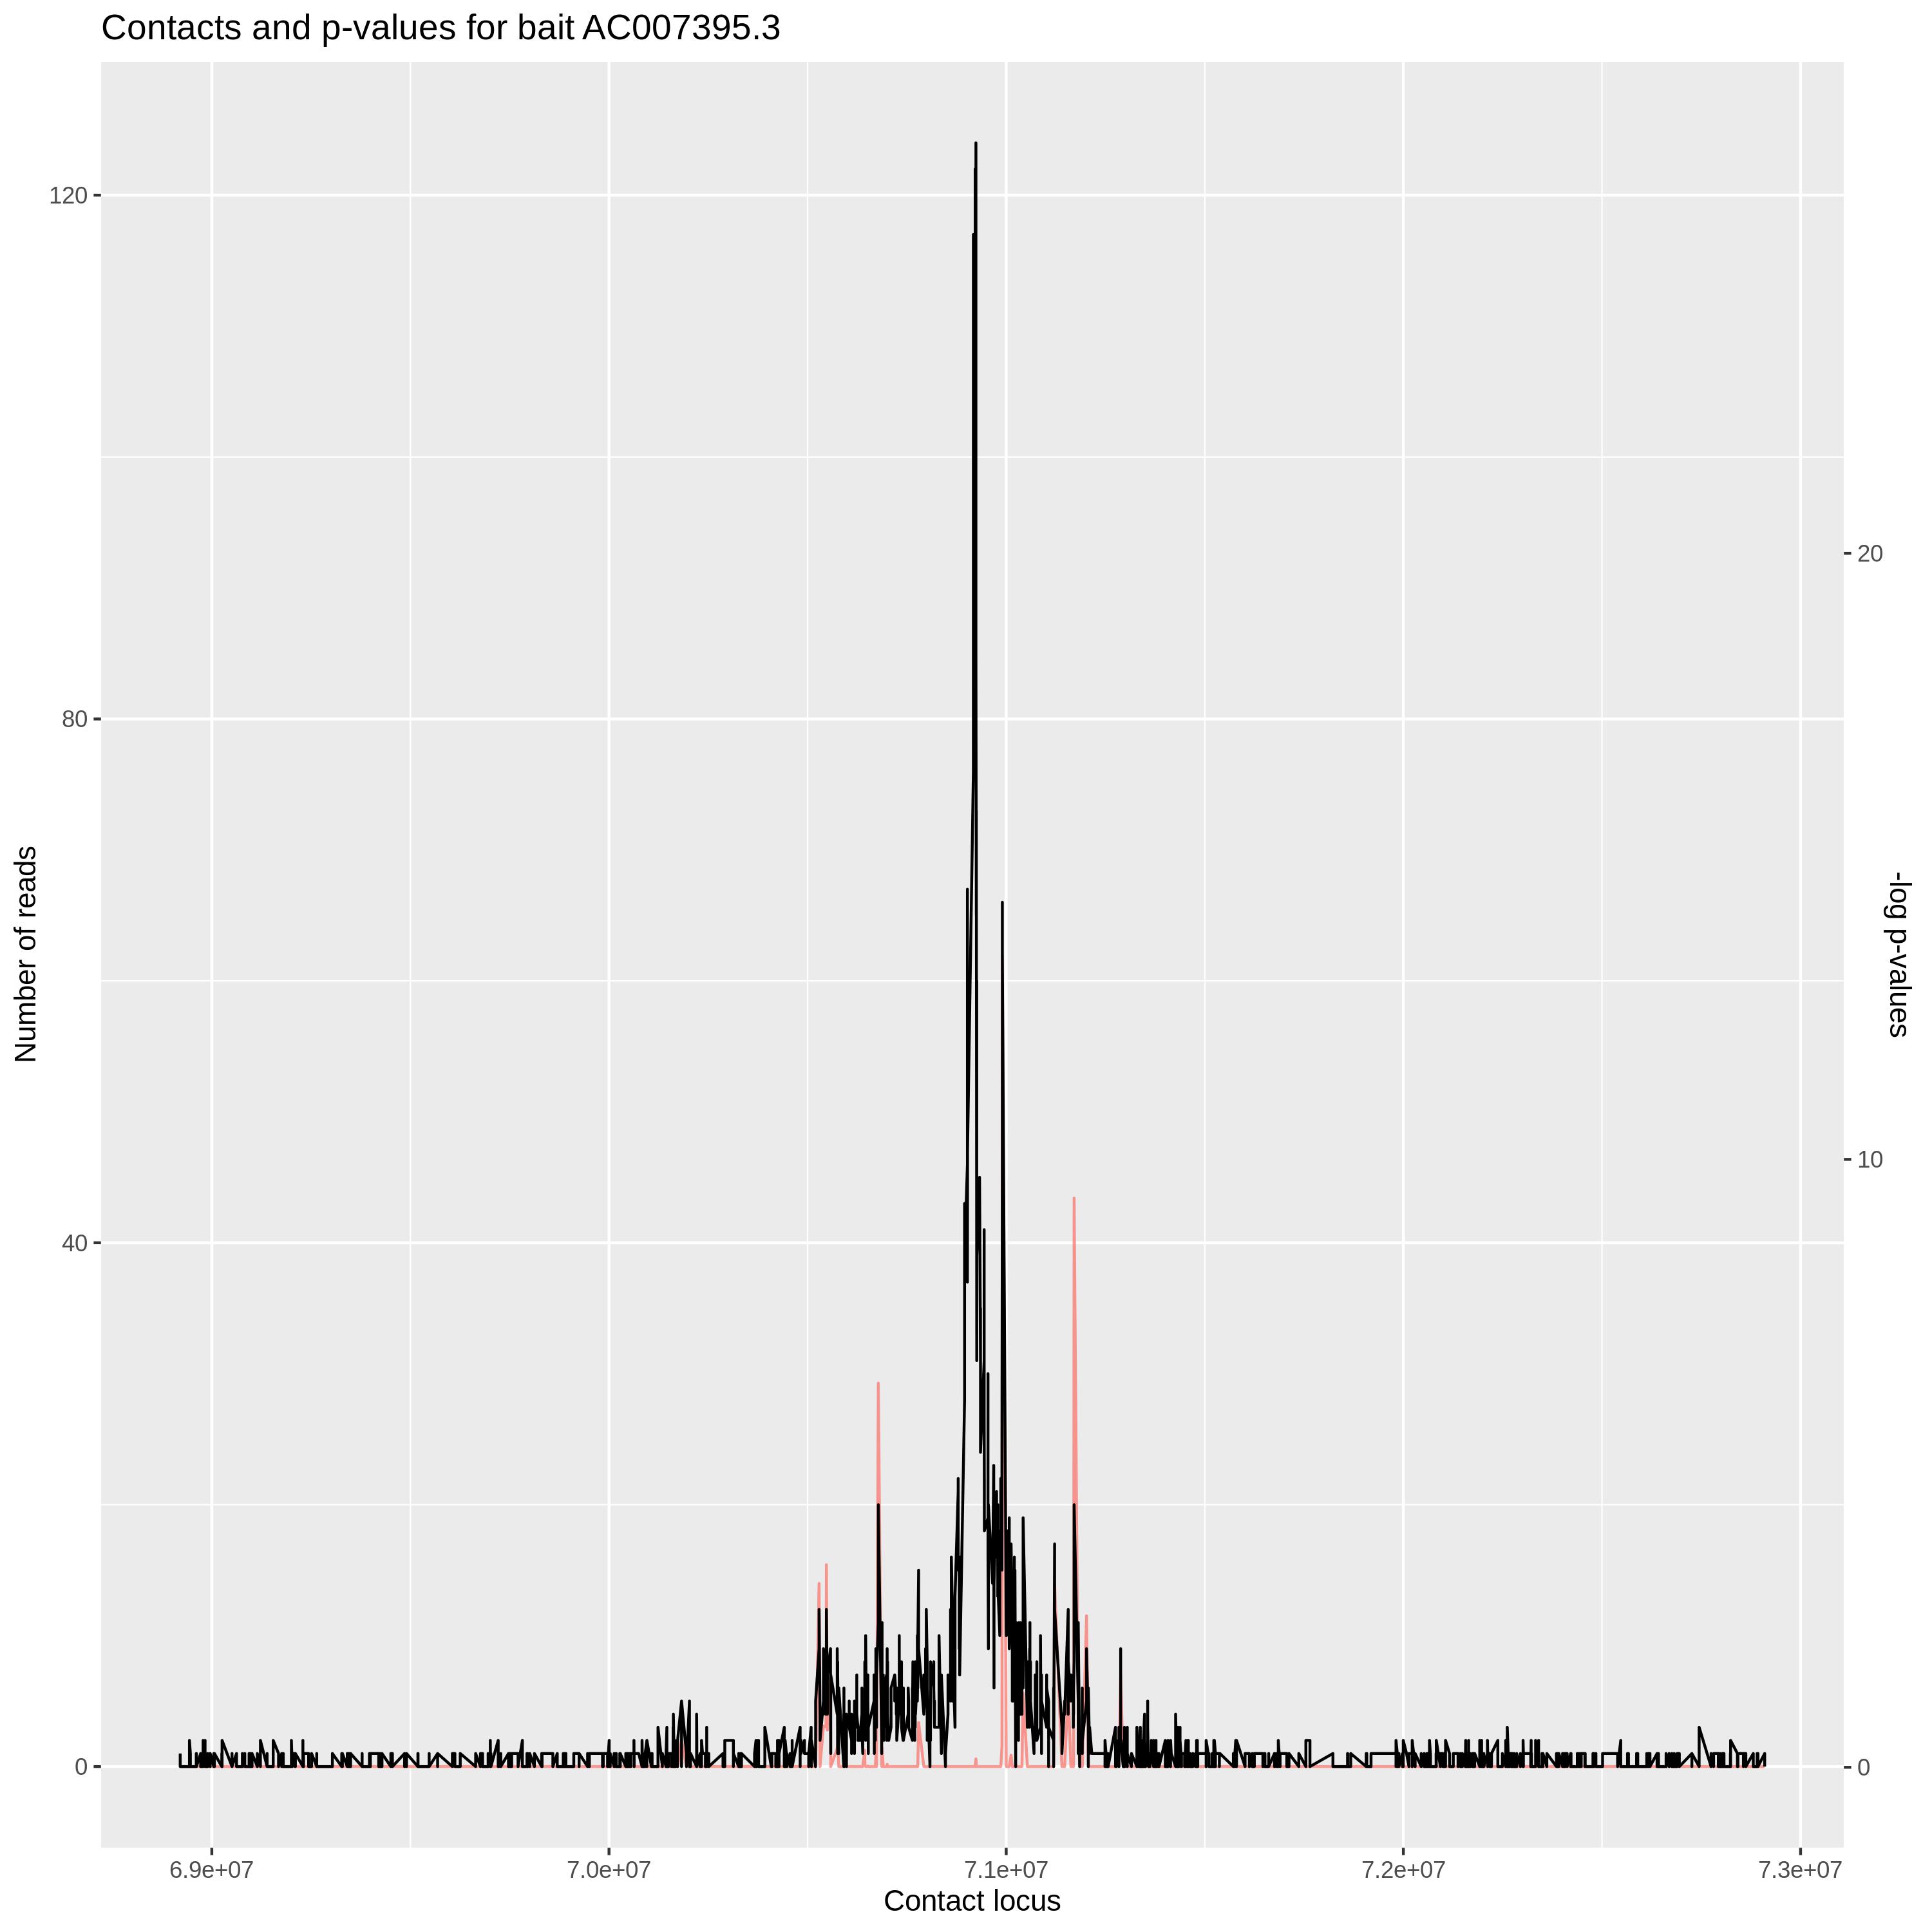 Contacts and p-values for bait AC007395.3
120
80
40
0
Number of reads
20
10
0
-log p-values
6.9e+07
7.0e+07
7.1e+07
7.2e+07
7.3e+07
Contact locus